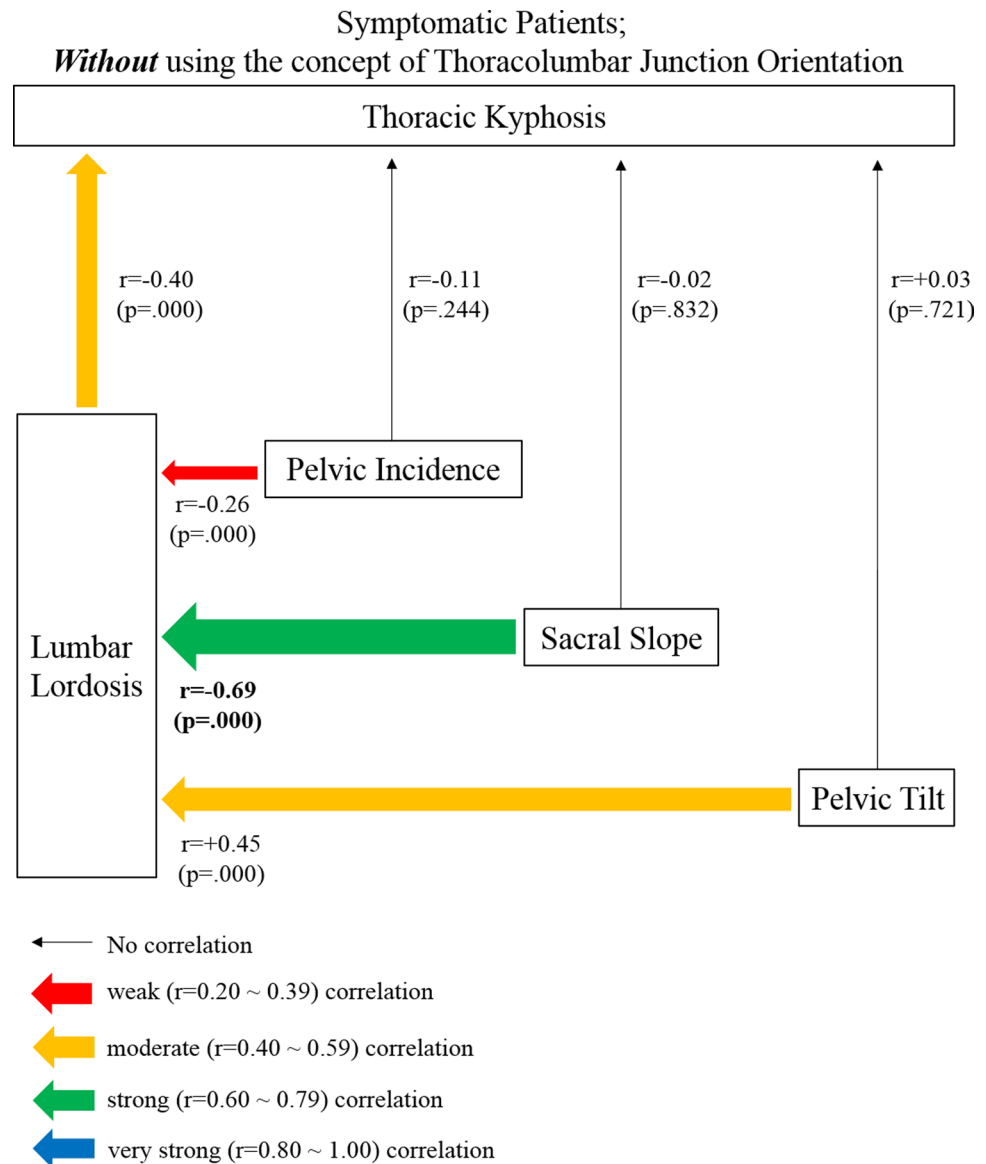 Symptomatic Patients;
Without using the concept of Thoracolumbar Junction Orientation
Thoracic Kyphosis
r=-0.40
(p=.000)
r=-0.11
(p=.244)
r=-0.02
(p=.832)
r=+0.03
(p=.721)
Pelvic Incidence
r=-0.26
(p=.000)
Sacral Slope
Lumbar
Lordosis
r=-0.69
(p=.000)
Pelvic Tilt
r=+0.45
(p=.000)
No correlation
weak (r=0.20 ~ 0.39) correlation
moderate (r=0.40 ~ 0.59) correlation
strong (r=0.60 ~ 0.79) correlation
very strong (r=0.80 ~ 1.00) correlation